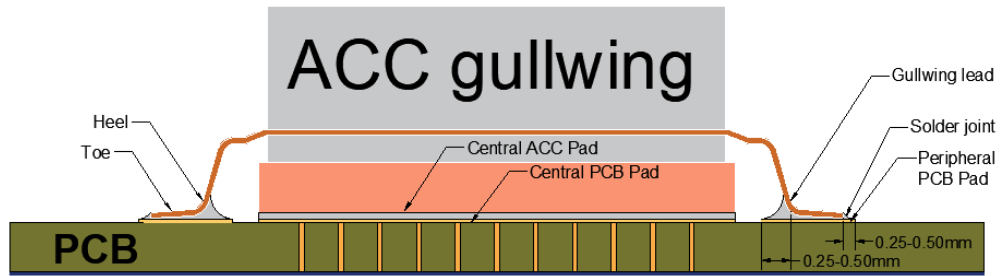 ACC gullwing
Gullwing lead
Heel
Solder joint
Toe
Central ACC Pad
Peripheral
PCB Pad
Central PCB Pad
PCB
0.25-0.50mm
0.25-0.50mm